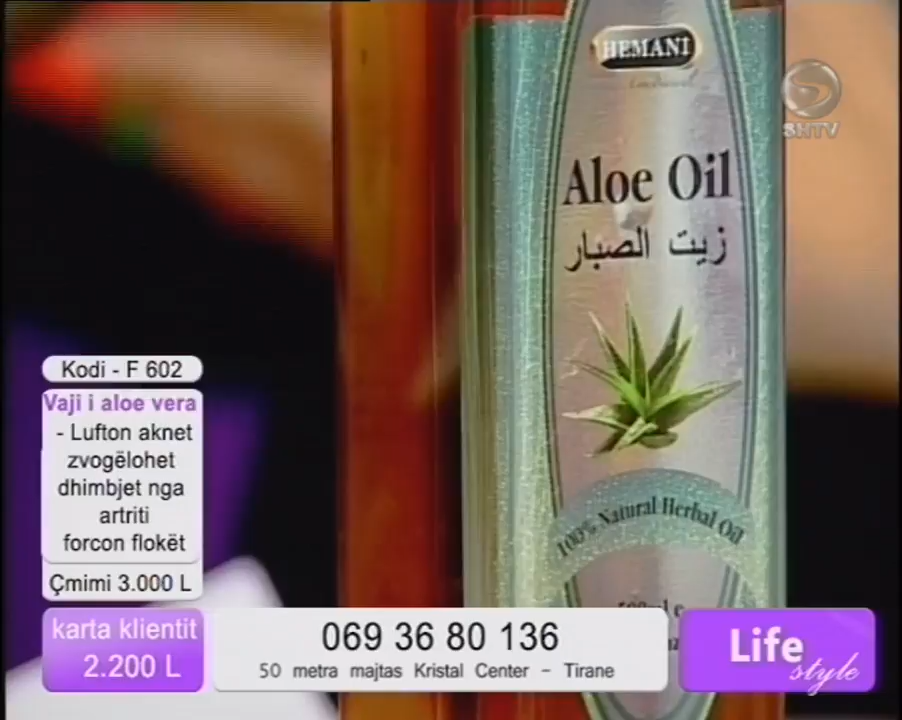 HEMANI
SHTV
Aloe Oil
زيت الصبار
100% Natural Herbal Oil
Kodi - F 602
Vaji i aloe vera
- Lufton aknet
zvogëlohet
dhimbjet nga
artriti
forcon flokët
Çmimi 3.000 L
karta klientit
2.200 L
069 36 80 136
50 metra majtas Kristal Center - Tirane
Life
style